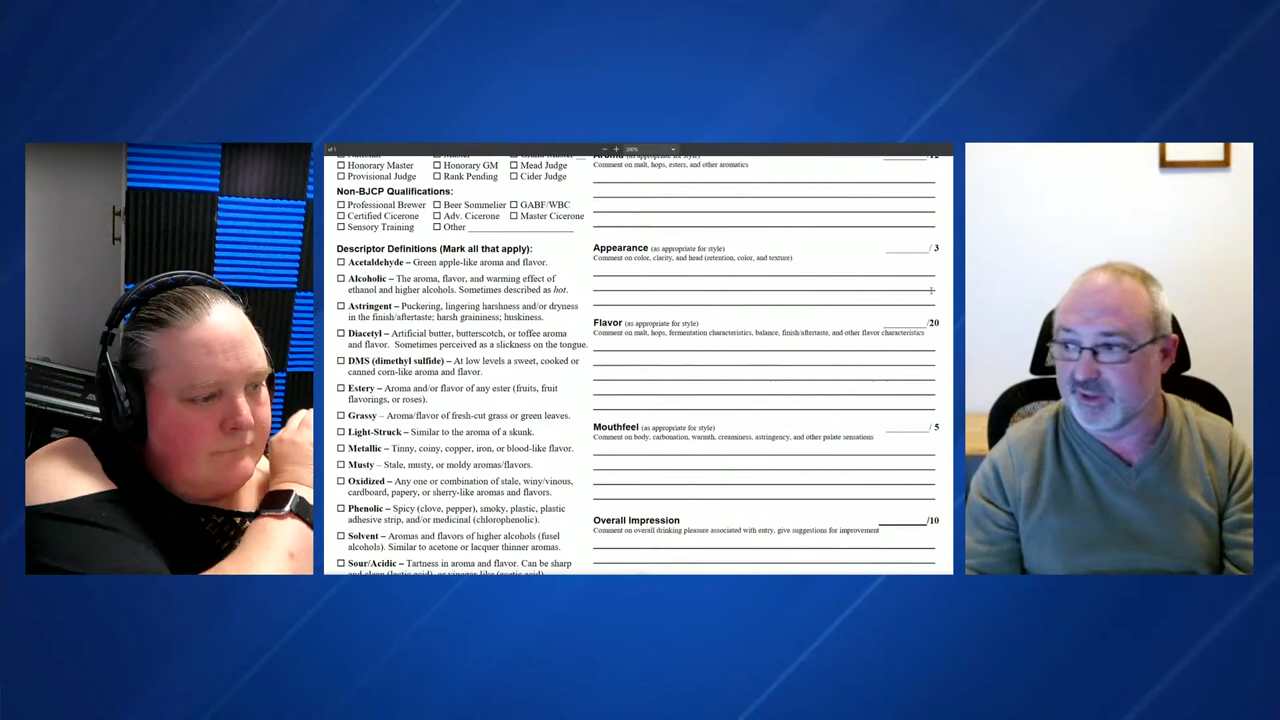 of 1
200%
Honorary Master Honorary GM Mead Judge
Provisional Judge Rank Pending Cider Judge
Non-BJCP Qualifications:
Professional Brewer Beer Sommelier GABF/WBC
Certified Cicerone Adv. Cicerone Master Cicerone
Sensory Training Other
Descriptor Definitions (Mark all that apply):
Acetaldehyde – Green apple-like aroma and flavor.
Alcoholic – The aroma, flavor, and warming effect of
ethanol and higher alcohols. Sometimes described as hot.
Astringent – Puckering, lingering harshness and/or dryness
in the finish/aftertaste; harsh graininess; huskiness.
Diacetyl – Artificial butter, butterscotch, or toffee aroma
and flavor. Sometimes perceived as a slickness on the tongue.
DMS (dimethyl sulfide) – At low levels a sweet, cooked or
canned corn-like aroma and flavor.
Estery – Aroma and/or flavor of any ester (fruits, fruit
flavorings, or roses).
Grassy – Aroma/flavor of fresh-cut grass or green leaves.
Light-Struck – Similar to the aroma of a skunk.
Metallic – Tinny, coiny, copper, iron, or blood-like flavor.
Musty – Stale, musty, or moldy aromas/flavors.
Oxidized – Any one or combination of stale, winy/vinous,
cardboard, papery, or sherry-like aromas and flavors.
Phenolic – Spicy (clove, pepper), smoky, plastic, plastic
adhesive strip, and/or medicinal (chlorophenolic).
Solvent – Aromas and flavors of higher alcohols (fusel
alcohols). Similar to acetone or lacquer thinner aromas.
Sour/Acidic – Tartness in aroma and flavor. Can be sharp
Aroma (as appropriate for style) /12
Comment on malt, hops, esters, and other aromatics
Appearance (as appropriate for style) / 3
Comment on color, clarity, and head (retention, color, and texture)
Flavor (as appropriate for style) /20
Comment on malt, hops, fermentation characteristics, balance, finish/aftertaste, and other flavor characteristics
Mouthfeel (as appropriate for style) / 5
Comment on body, carbonation, warmth, creaminess, astringency, and other palate sensations
Overall Impression /10
Comment on overall drinking pleasure associated with entry, give suggestions for improvement